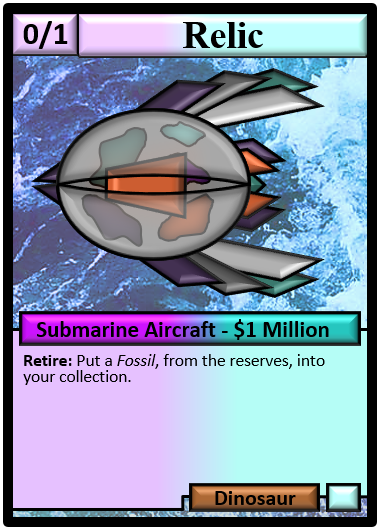 0/1 Relic
Submarine Aircraft - $1 Million
Retire: Put a Fossil, from the reserves, into
your collection.
Dinosaur